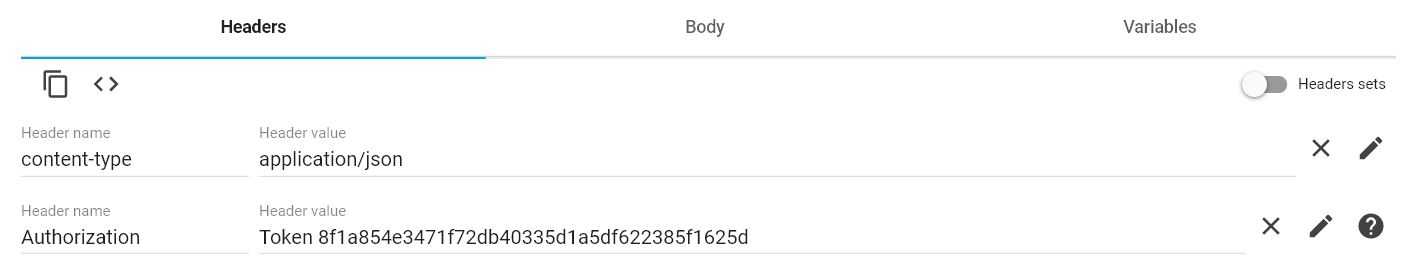 Headers Body Variables
Headers sets
Header name Header value
content-type application/json
Header name Header value
Authorization Token 8f1a854e3471f72db40335d1a5df622385f1625d